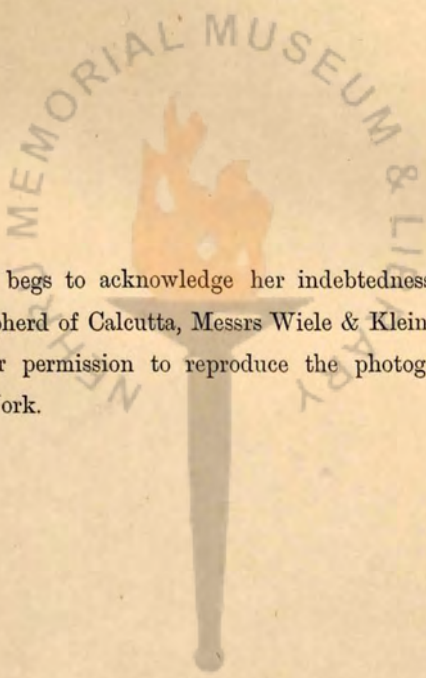 NEHRU MEMORIAL MUSEUM & LIBRARY
begs to acknowledge her indebtedness
herd of Calcutta, Messrs Wiele & Klein
permission to reproduce the photog
ork.